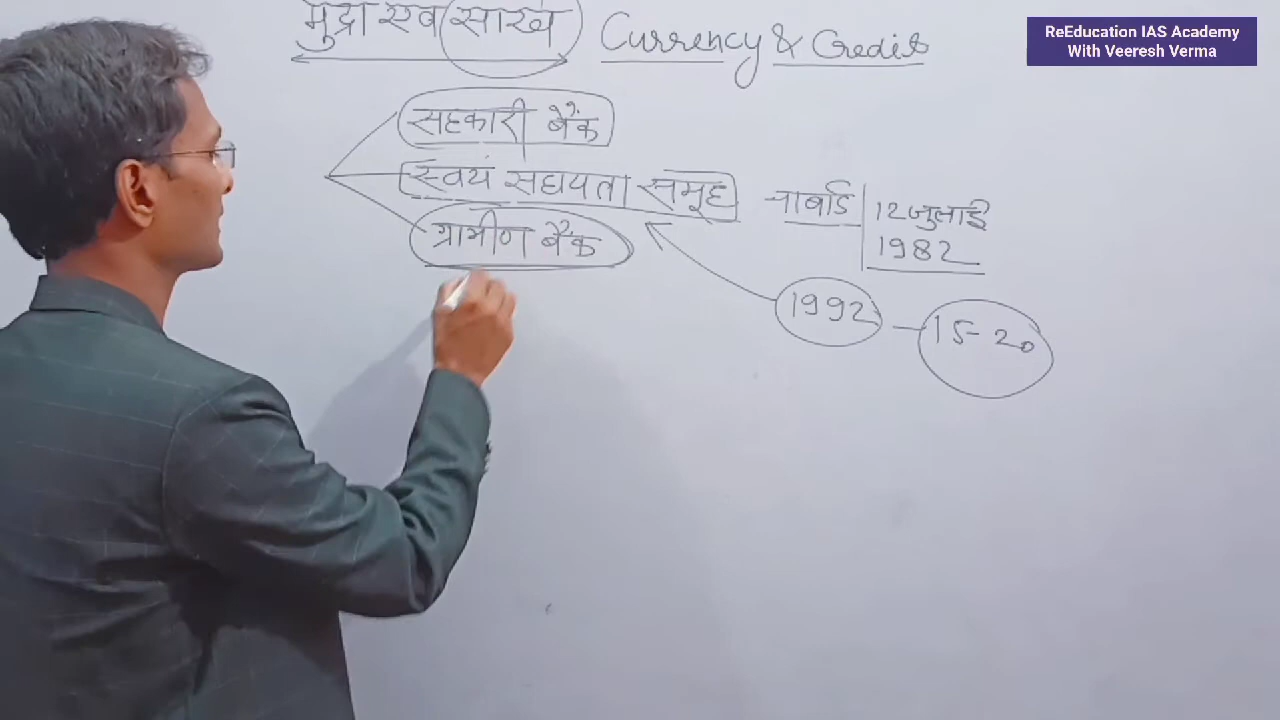 मुद्रा एवं साख Currency & Credit
ReEducation IAS Academy
With Veeresh Verma
सहकारी बैंक
स्वयं सहायता समूह
नाबार्ड 12 जुलाई
1982
ग्रामीण बैंक
1992 - 15-20